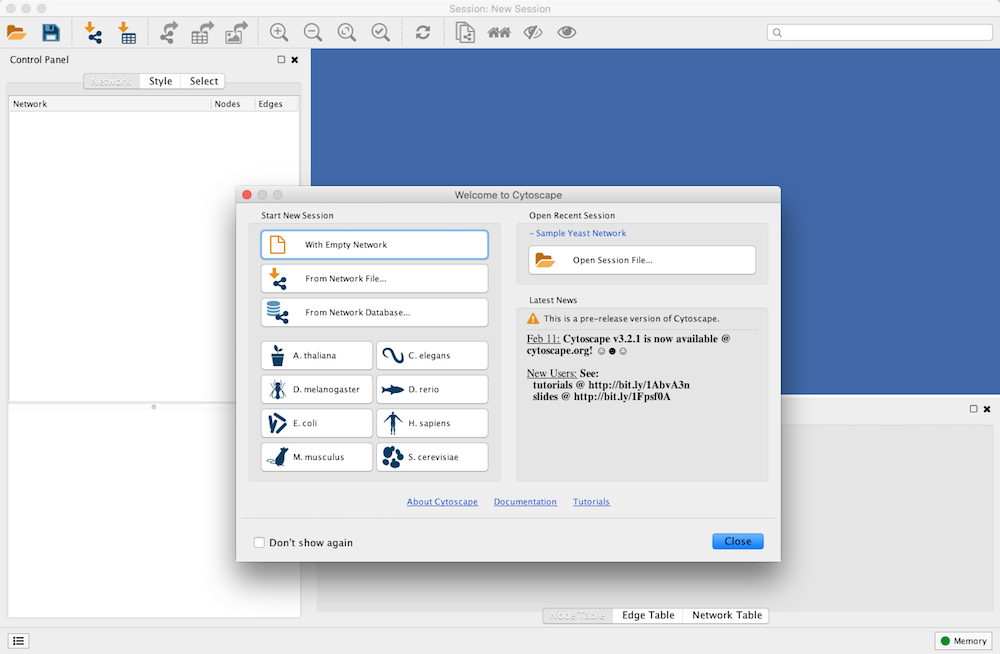 Session: New Session
Control Panel
Network Style Select
Network Nodes Edges
Welcome to Cytoscape
Start New Session
With Empty Network
From Network File...
From Network Database...
A. thaliana
C. elegans
D. melanogaster
D. rerio
E. coli
H. sapiens
M. musculus
S. cerevisiae
Open Recent Session
– Sample Yeast Network
Open Session File...
Latest News
This is a pre-release version of Cytoscape.
Feb 11: Cytoscape v3.2.1 is now available @
cytoscape.org! ☺☻☺
New Users: See:
tutorials @ http://bit.ly/1AbvA3n
slides @ http://bit.ly/1Fpsf0A
About Cytoscape Documentation Tutorials
Don't show again
Close
Node Table Edge Table Network Table
Memory